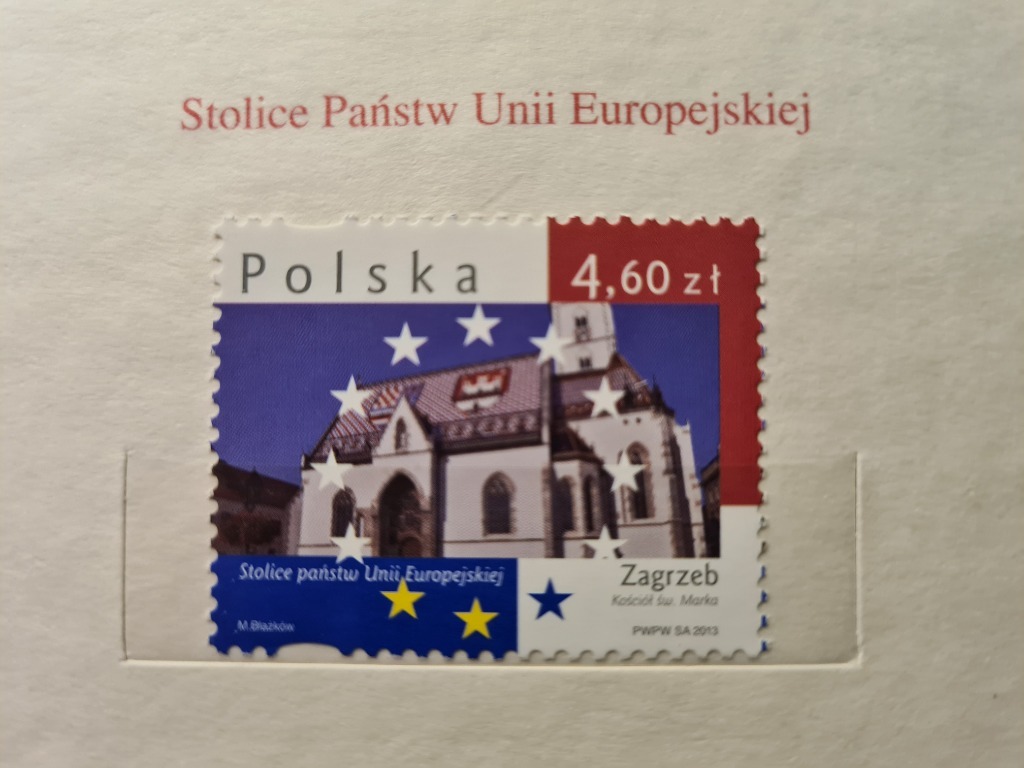 Stolice Państw Unii Europejskiej
Polska
4,60 zł
Stolice państw Unii Europejskiej
M.Błażków
Zagrzeb
Kościół św. Marka
PWPW SA 2013